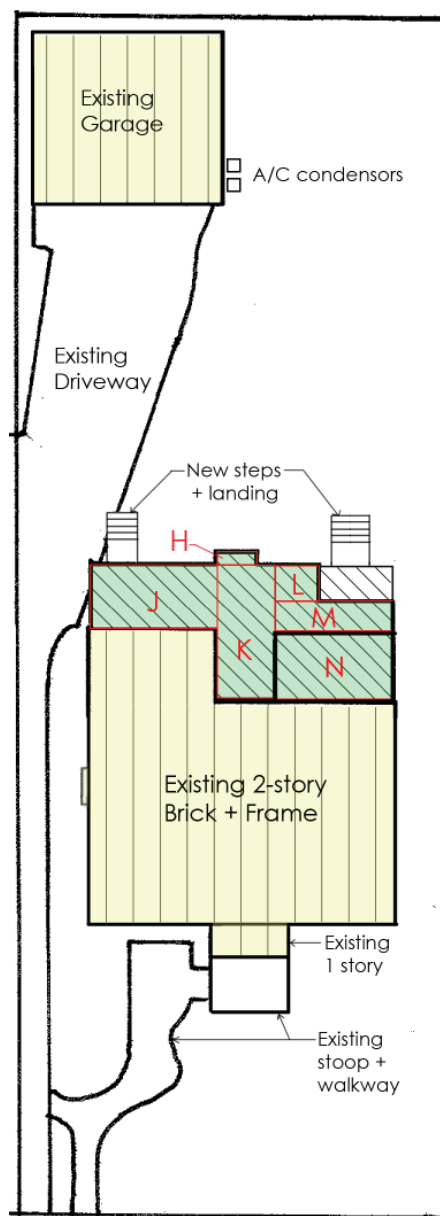 Existing
Garage
A/C condensors
Existing
Driveway
New steps
+ landing
H
L
J
M
K
N
Existing 2-story
Brick + Frame
Existing
1 story
Existing
stoop +
walkway